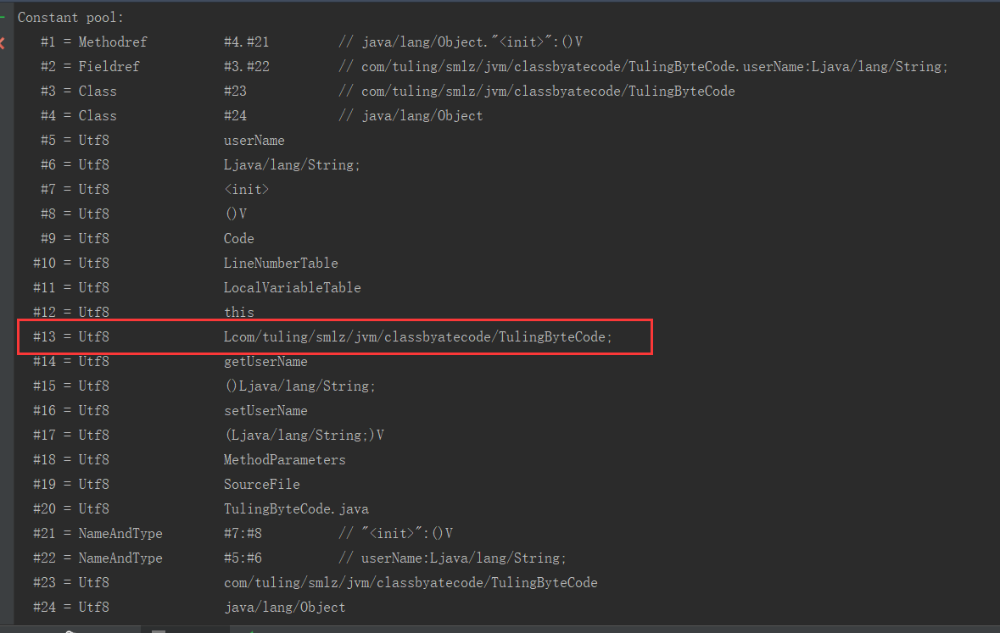 Constant pool:
#1 = Methodref #4.#21 // java/lang/Object."<init>":()V
#2 = Fieldref #3.#22 // com/tuling/smlz/jvm/classbyatecode/TulingByteCode.userName:Ljava/lang/String;
#3 = Class #23 // com/tuling/smlz/jvm/classbyatecode/TulingByteCode
#4 = Class #24 // java/lang/Object
#5 = Utf8 userName
#6 = Utf8 Ljava/lang/String;
#7 = Utf8 <init>
#8 = Utf8 ()V
#9 = Utf8 Code
#10 = Utf8 LineNumberTable
#11 = Utf8 LocalVariableTable
#12 = Utf8 this
#13 = Utf8 Lcom/tuling/smlz/jvm/classbyatecode/TulingByteCode;
#14 = Utf8 getUserName
#15 = Utf8 ()Ljava/lang/String;
#16 = Utf8 setUserName
#17 = Utf8 (Ljava/lang/String;)V
#18 = Utf8 MethodParameters
#19 = Utf8 SourceFile
#20 = Utf8 TulingByteCode.java
#21 = NameAndType #7:#8 // "<init>":()V
#22 = NameAndType #5:#6 // userName:Ljava/lang/String;
#23 = Utf8 com/tuling/smlz/jvm/classbyatecode/TulingByteCode
#24 = Utf8 java/lang/Object